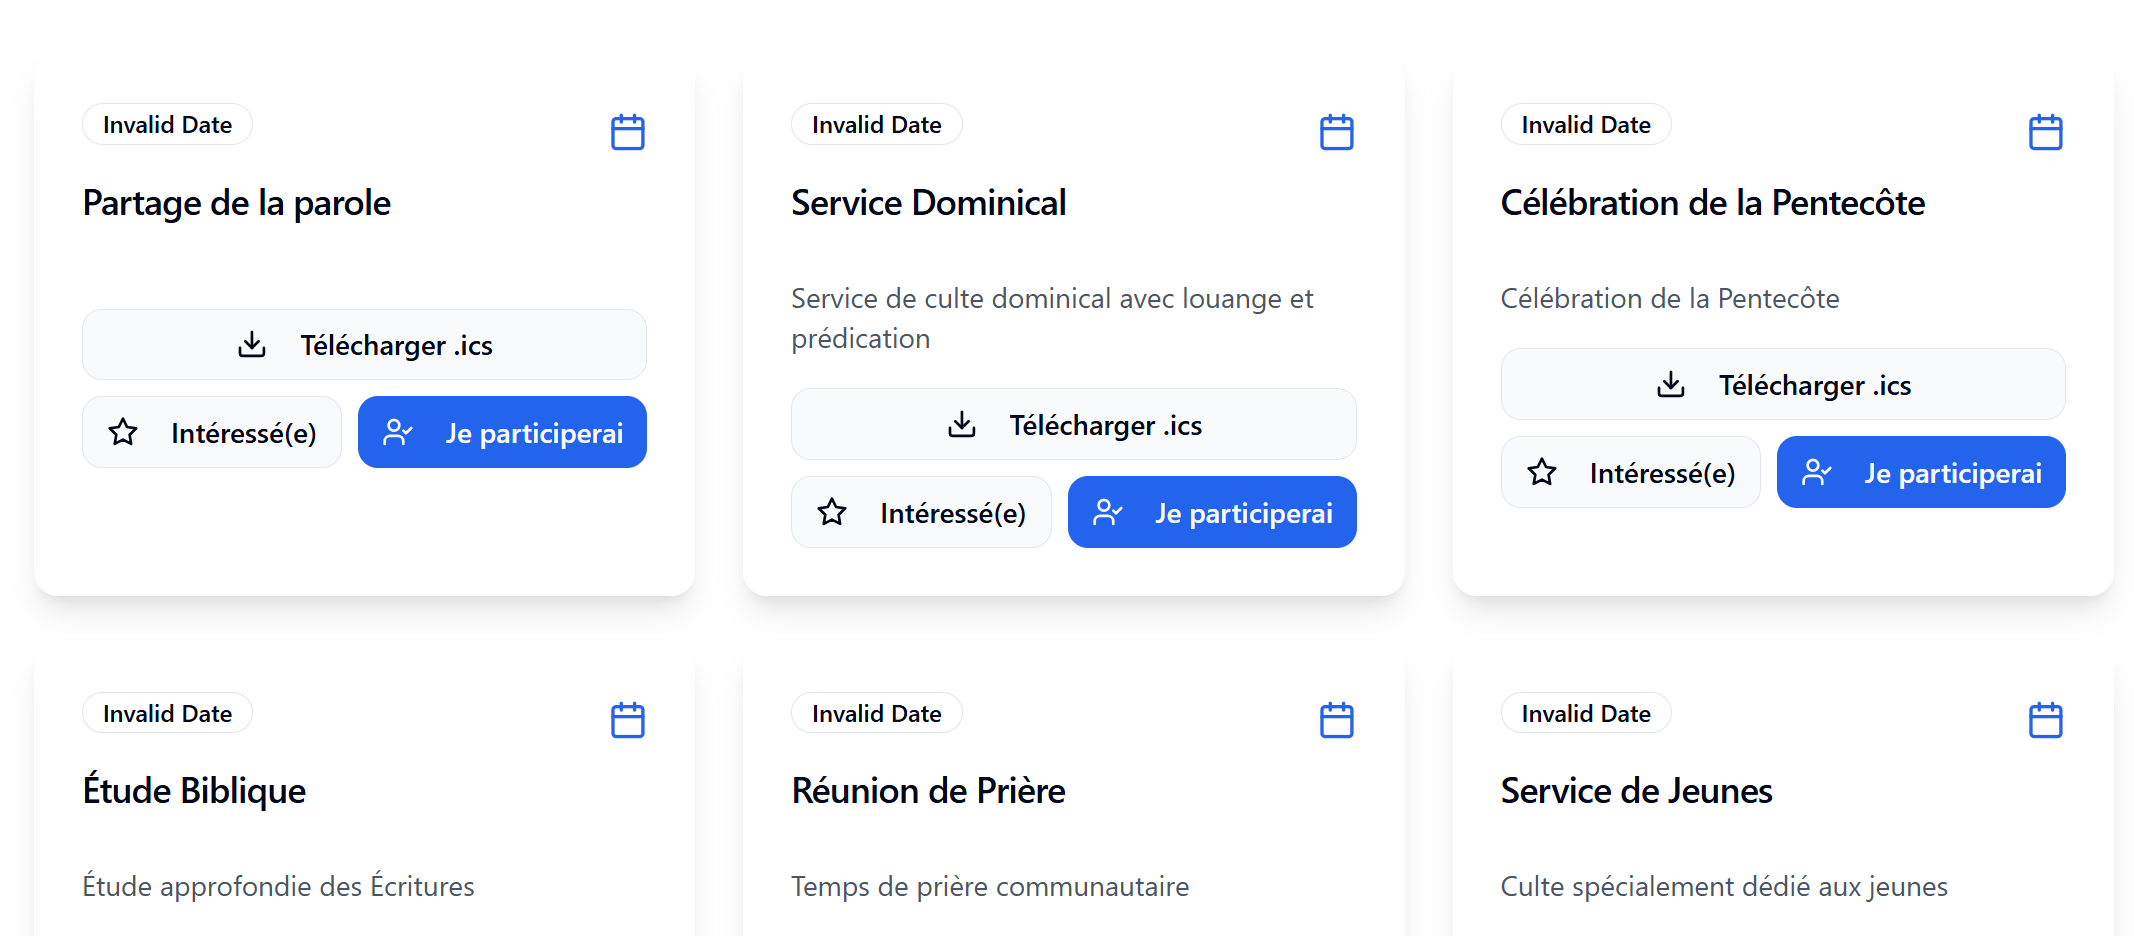 Invalid Date
Partage de la parole
Télécharger .ics
Intéressé(e)
Je participerai
Invalid Date
Service Dominical
Service de culte dominical avec louange et
prédication
Télécharger .ics
Intéressé(e)
Je participerai
Invalid Date
Célébration de la Pentecôte
Célébration de la Pentecôte
Télécharger .ics
Intéressé(e)
Je participerai
Invalid Date
Étude Biblique
Étude approfondie des Écritures
Invalid Date
Réunion de Prière
Temps de prière communautaire
Invalid Date
Service de Jeunes
Culte spécialement dédié aux jeunes